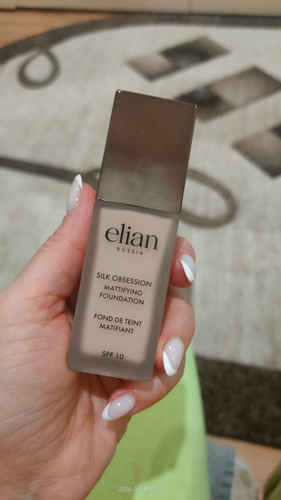 elian
RUSSIA
SILK OBSESSION
MATTIFYING
FOUNDATION
FOND DE TEINT
MATIFIANT
SPF 10